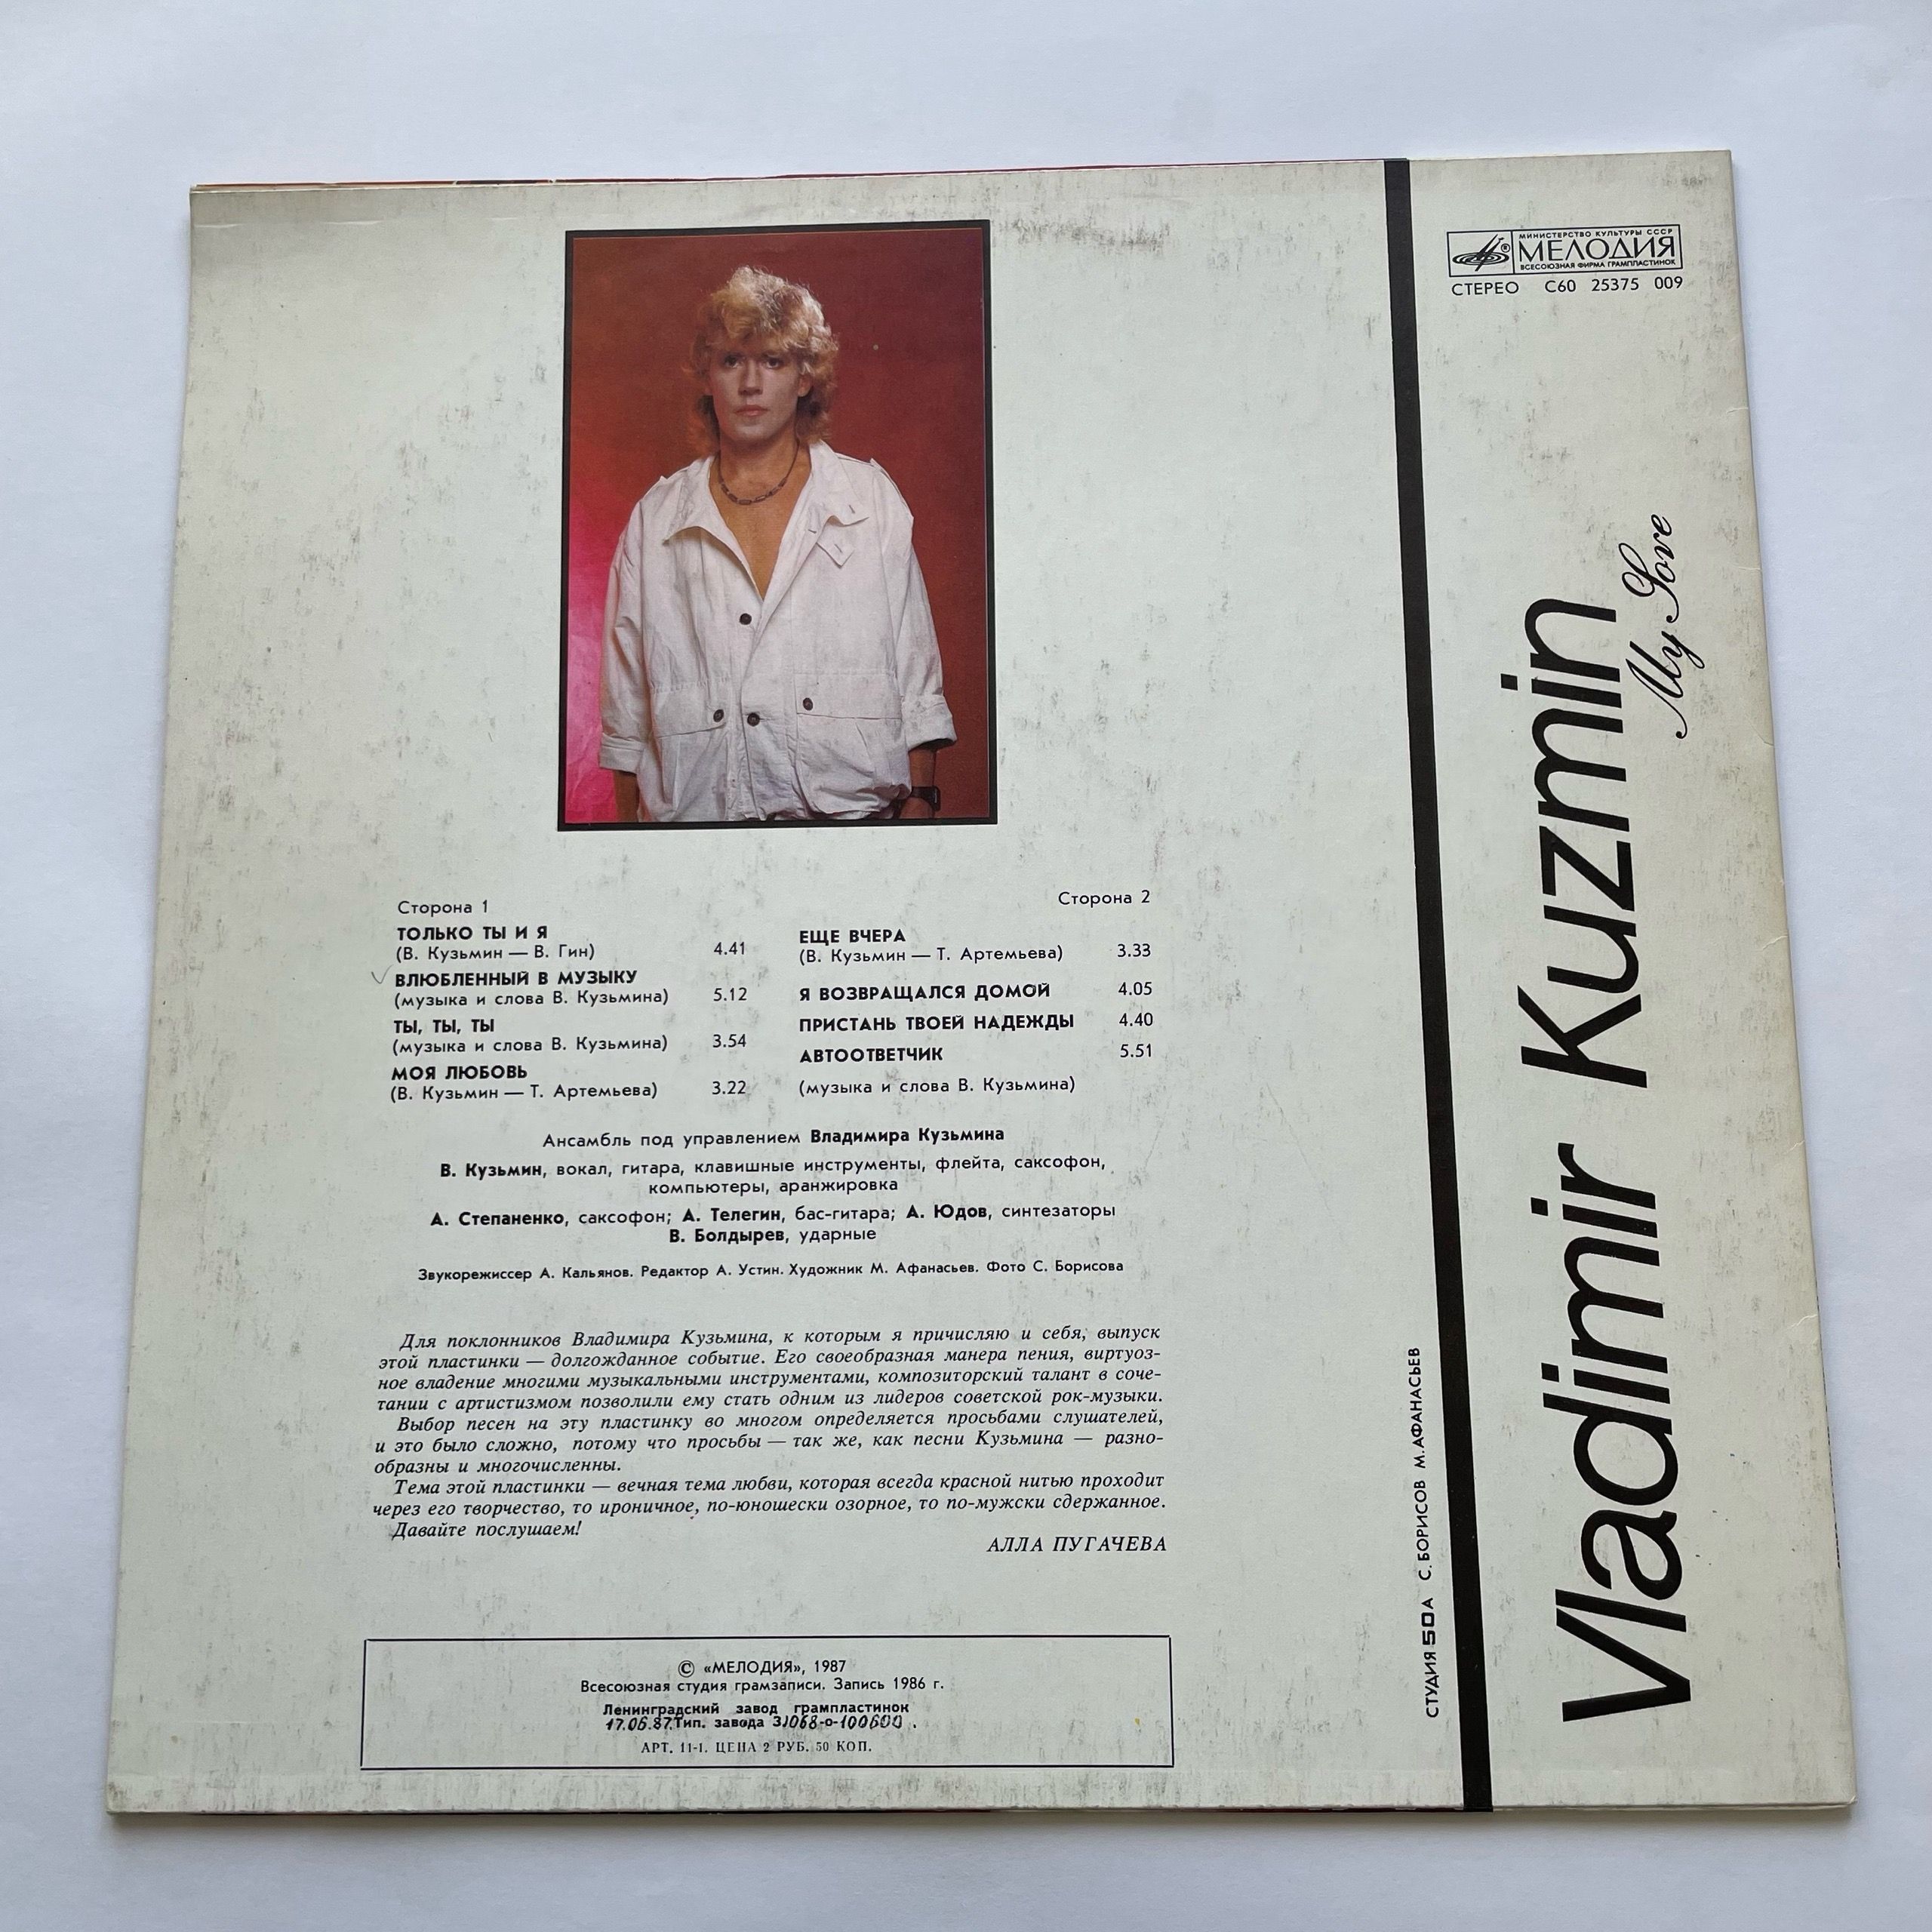 МИНИСТЕРСТВО КУЛЬТУРЫ СССР
МЕЛОДИЯ
ВСЕСОЮЗНАЯ ФИРМА ГРАМПЛАСТИНОК
СТЕРЕО С60 25375 009
Vladimir Kuzmin
My Love
Сторона 1
ТОЛЬКО ТЫ И Я
(В. Кузьмин — В. Гин) 4.41
ВЛЮБЛЕННЫЙ В МУЗЫКУ
(музыка и слова В. Кузьмина) 5.12
ТЫ, ТЫ, ТЫ
(музыка и слова В. Кузьмина) 3.54
МОЯ ЛЮБОВЬ
(В. Кузьмин — Т. Артемьева) 3.22
Сторона 2
ЕЩЕ ВЧЕРА
(В. Кузьмин — Т. Артемьева) 3.33
Я ВОЗВРАЩАЛСЯ ДОМОЙ 4.05
ПРИСТАНЬ ТВОЕЙ НАДЕЖДЫ 4.40
АВТООТВЕТЧИК 5.51
(музыка и слова В. Кузьмина)
Ансамбль под управлением Владимира Кузьмина
В. Кузьмин, вокал, гитара, клавишные инструменты, флейта, саксофон,
компьютеры, аранжировка
А. Степаненко, саксофон; А. Телегин, бас-гитара; А. Юдов, синтезаторы
В. Болдырев, ударные
Звукорежиссер А. Кальянов. Редактор А. Устин. Художник М. Афанасьев. Фото С. Борисова
Для поклонников Владимира Кузьмина, к которым я причисляю и себя, выпуск
этой пластинки — долгожданное событие. Его своеобразная манера пения, виртуоз-
ное владение многими музыкальными инструментами, композиторский талант в соче-
тании с артистизмом позволили ему стать одним из лидеров советской рок-музыки.
Выбор песен на эту пластинку во многом определяется просьбами слушателей,
и это было сложно, потому что просьбы — так же, как песни Кузьмина — разно-
образны и многочисленны.
Тема этой пластинки — вечная тема любви, которая всегда красной нитью проходит
через его творчество, то ироничное, по-юношески озорное, то по-мужски сдержанное.
Давайте послушаем!
АЛЛА ПУГАЧЕВА
© «МЕЛОДИЯ», 1987
Всесоюзная студия грамзаписи. Запись 1986 г.
Ленинградский завод грампластинок
Тип. завода
АРТ. 11-1. ЦЕНА 2 РУБ. 50 КОП.
СТУДИЯ 50А С. БОРИСОВ М. АФАНАСЬЕВ